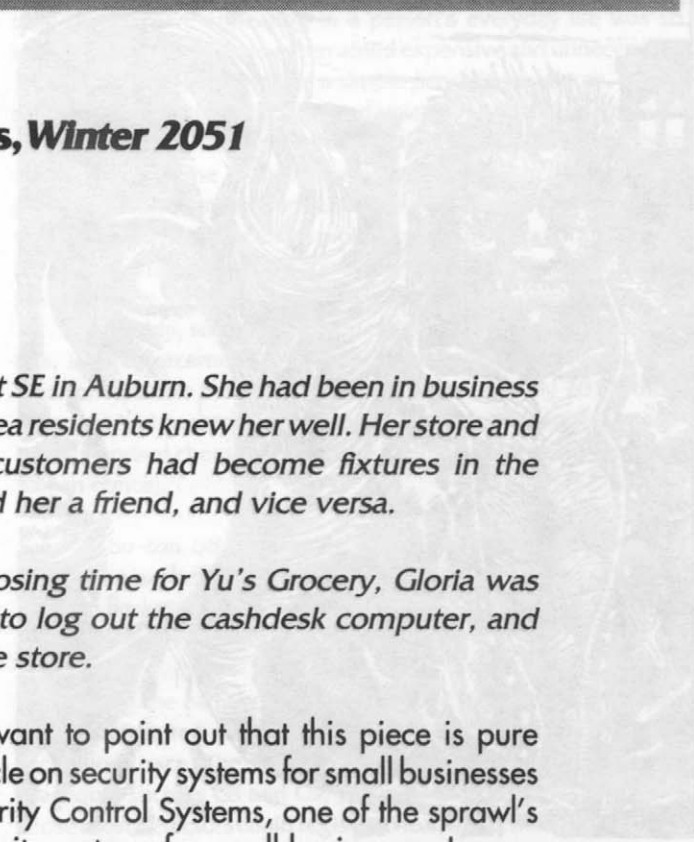 s, Winter 2051
t SE in Auburn. She had been in business
ea residents knew her well. Her store and
customers had become fixtures in the
d her a friend, and vice versa.
osing time for Yu's Grocery, Gloria was
to log out the cashdesk computer, and
e store.
vant to point out that this piece is pure
cle on security systems for small businesses
rity Control Systems, one of the sprawl's